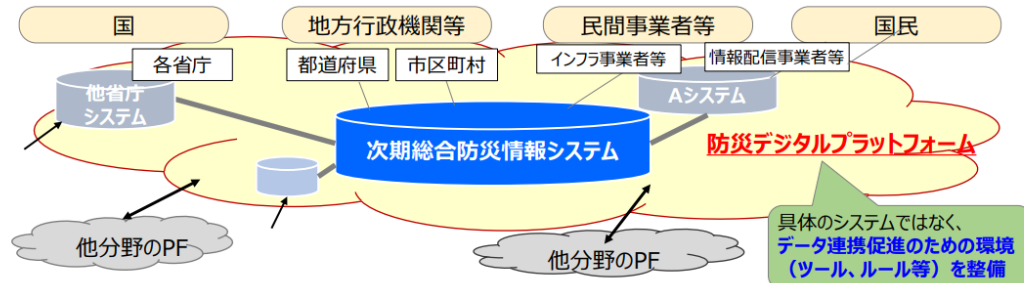 国
地方行政機関等
民間事業者等
国民
各省庁
都道府県
市区町村
インフラ事業者等
情報配信事業者等
他省庁
システム
Aシステム
次期総合防災情報システム
防災デジタルプラットフォーム
他分野のPF
他分野のPF
具体のシステムではなく、
データ連携促進のための環境
（ツール、ルール等）を整備